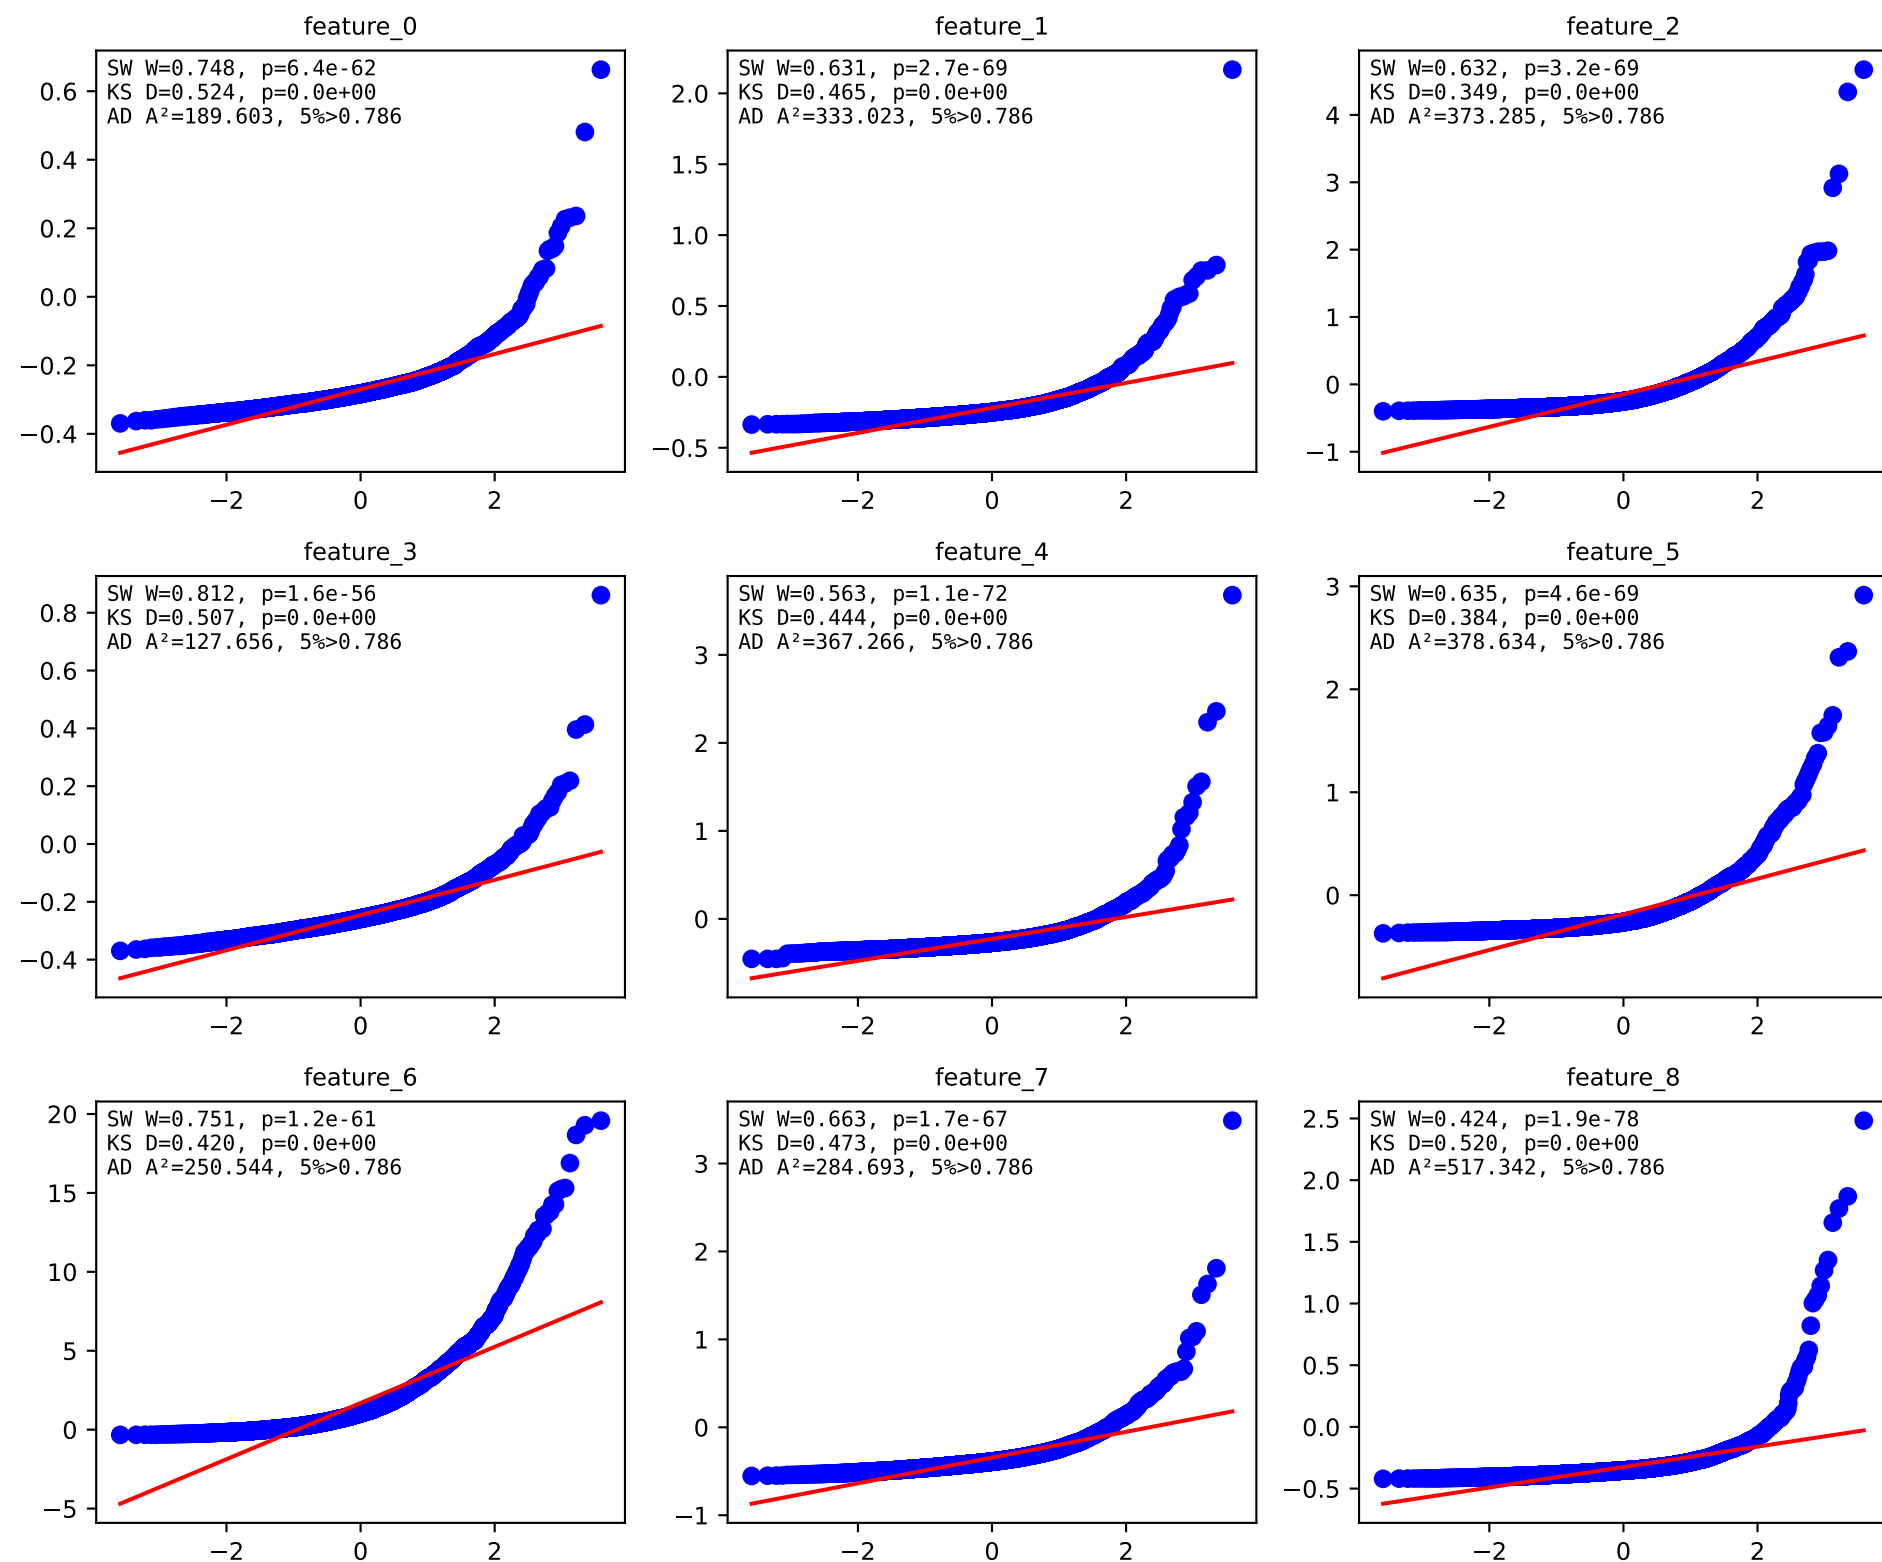 feature_0
SW W=0.748, p=6.4e-62
KS D=0.524, p=0.0e+00
AD A²=189.603, 5%>0.786
0.6
0.4
0.2
0.0
−0.2
−0.4
−2 0 2
feature_1
SW W=0.631, p=2.7e-69
KS D=0.465, p=0.0e+00
AD A²=333.023, 5%>0.786
2.0
1.5
1.0
0.5
0.0
−0.5
−2 0 2
feature_2
SW W=0.632, p=3.2e-69
KS D=0.349, p=0.0e+00
AD A²=373.285, 5%>0.786
4
3
2
1
0
−1
−2 0 2
feature_3
SW W=0.812, p=1.6e-56
KS D=0.507, p=0.0e+00
AD A²=127.656, 5%>0.786
0.8
0.6
0.4
0.2
0.0
−0.2
−0.4
−2 0 2
feature_4
SW W=0.563, p=1.1e-72
KS D=0.444, p=0.0e+00
AD A²=367.266, 5%>0.786
3
2
1
0
−2 0 2
feature_5
SW W=0.635, p=4.6e-69
KS D=0.384, p=0.0e+00
AD A²=378.634, 5%>0.786
3
2
1
0
−2 0 2
feature_6
SW W=0.751, p=1.2e-61
KS D=0.420, p=0.0e+00
AD A²=250.544, 5%>0.786
20
15
10
5
0
−5
−2 0 2
feature_7
SW W=0.663, p=1.7e-67
KS D=0.473, p=0.0e+00
AD A²=284.693, 5%>0.786
3
2
1
0
−1
−2 0 2
feature_8
SW W=0.424, p=1.9e-78
KS D=0.520, p=0.0e+00
AD A²=517.342, 5%>0.786
2.5
2.0
1.5
1.0
0.5
0.0
−0.5
−2 0 2